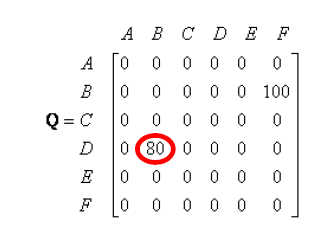 A B C D E F
A 0 0 0 0 0 0
B 0 0 0 0 0 100
Q = C 0 0 0 0 0 0
D 0 80 0 0 0 0
E 0 0 0 0 0 0
F 0 0 0 0 0 0